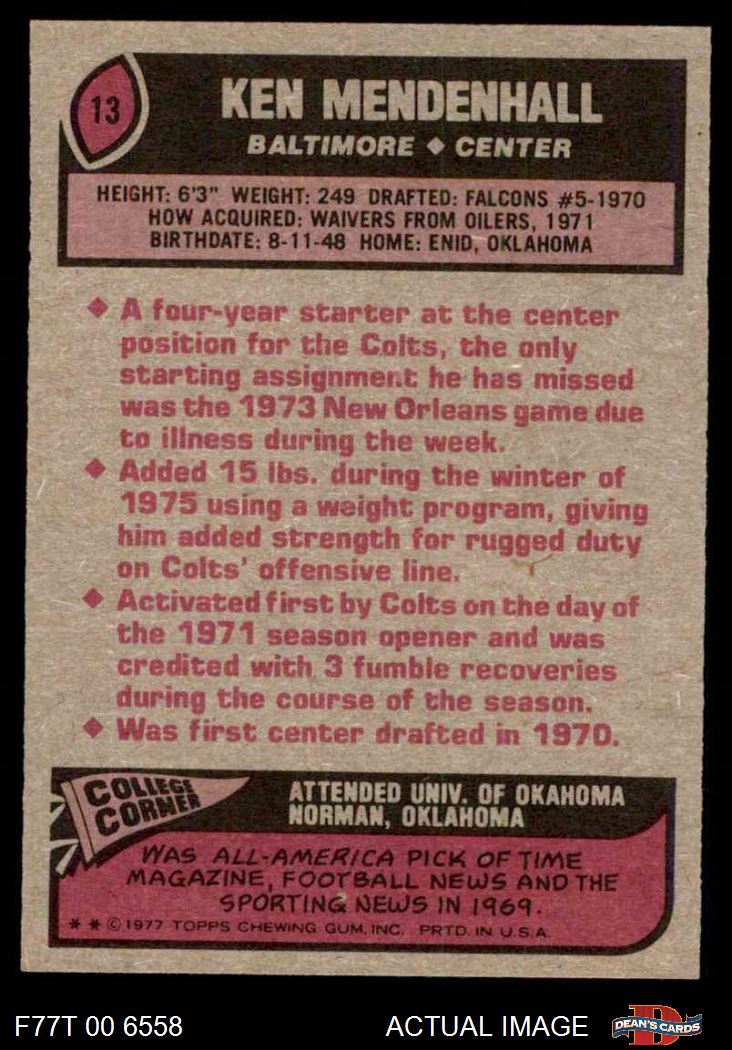 13
KEN MENDENHALL
BALTIMORE ◆ CENTER
HEIGHT: 6'3" WEIGHT: 249 DRAFTED: FALCONS #5-1970
HOW ACQUIRED: WAIVERS FROM OILERS, 1971
BIRTHDATE: 8-11-48 HOME: ENID, OKLAHOMA
◆ A four-year starter at the center
position for the Colts, the only
starting assignment he has missed
was the 1973 New Orleans game due
to illness during the week.
◆ Added 15 lbs. during the winter of
1975 using a weight program, giving
him added strength for rugged duty
on Colts' offensive line.
◆ Activated first by Colts on the day of
the 1971 season opener and was
credited with 3 fumble recoveries
during the course of the season.
◆ Was first center drafted in 1970.
COLLEGE
CORNER
ATTENDED UNIV. OF OKAHOMA
NORMAN, OKLAHOMA
WAS ALL-AMERICA PICK OF TIME
MAGAZINE, FOOTBALL NEWS AND THE
SPORTING NEWS IN 1969.
* * © 1977 TOPPS CHEWING GUM, INC. PRTD. IN U.S.A.
F77T 00 6558
ACTUAL IMAGE
D
DEAN'S CARDS